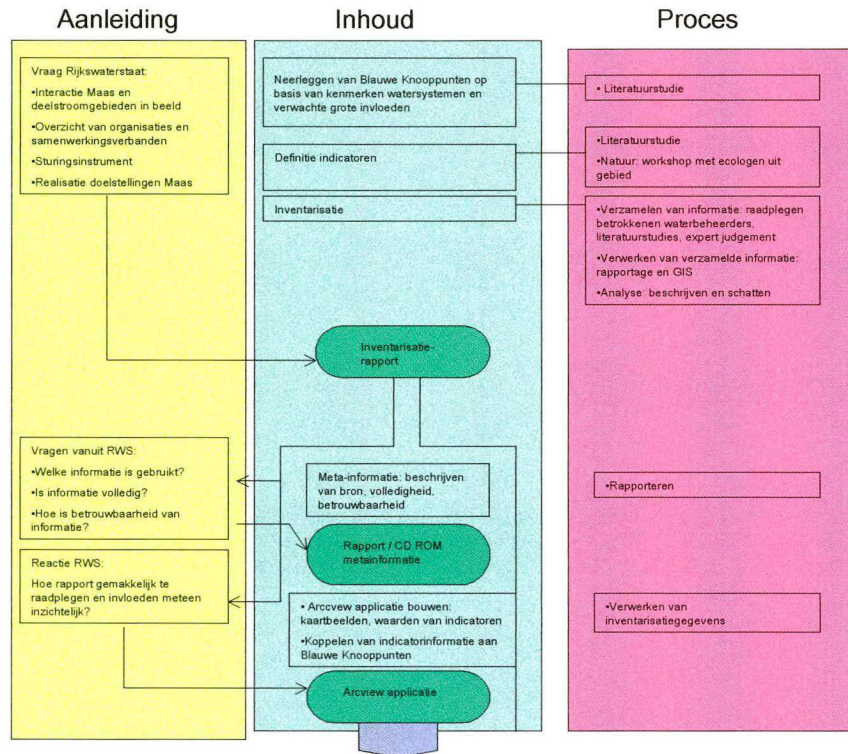 Aanleiding
Inhoud
Proces
Vraag Rijkswaterstaat:
•Interactie Maas en
deelstroomgebieden in beeld
•Overzicht van organisaties en
samenwerkingsverbanden
•Sturingsinstrument
•Realisatie doelstellingen Maas
Neerleggen van Blauwe Knooppunten op
basis van kenmerken watersystemen en
verwachte grote invloeden
• Literatuurstudie
Definitie indicatoren
•Literatuurstudie
•Natuur: workshop met ecologen uit
gebied
Inventarisatie
•Verzamelen van informatie: raadplegen
betrokkenen waterbeheerders,
literatuurstudies, expert judgement
•Verwerken van verzamelde informatie:
rapportage en GIS
•Analyse: beschrijven en schatten
Inventarisatie-
rapport
Vragen vanuit RWS:
•Welke informatie is gebruikt?
•Is informatie volledig?
•Hoe is betrouwbaarheid van
informatie?
Meta-informatie: beschrijven
van bron, volledigheid,
betrouwbaarheid
•Rapporteren
Rapport / CD ROM
metainformatie
Reactie RWS:
Hoe rapport gemakkelijk te
raadplegen en invloeden meteen
inzichtelijk?
• Arccvew applicatie bouwen:
kaartbeelden, waarden van indicatoren
•Koppelen van indicatorinformatie aan
Blauwe Knooppunten
•Verwerken van
inventarisatiegegevens
Arcview applicatie